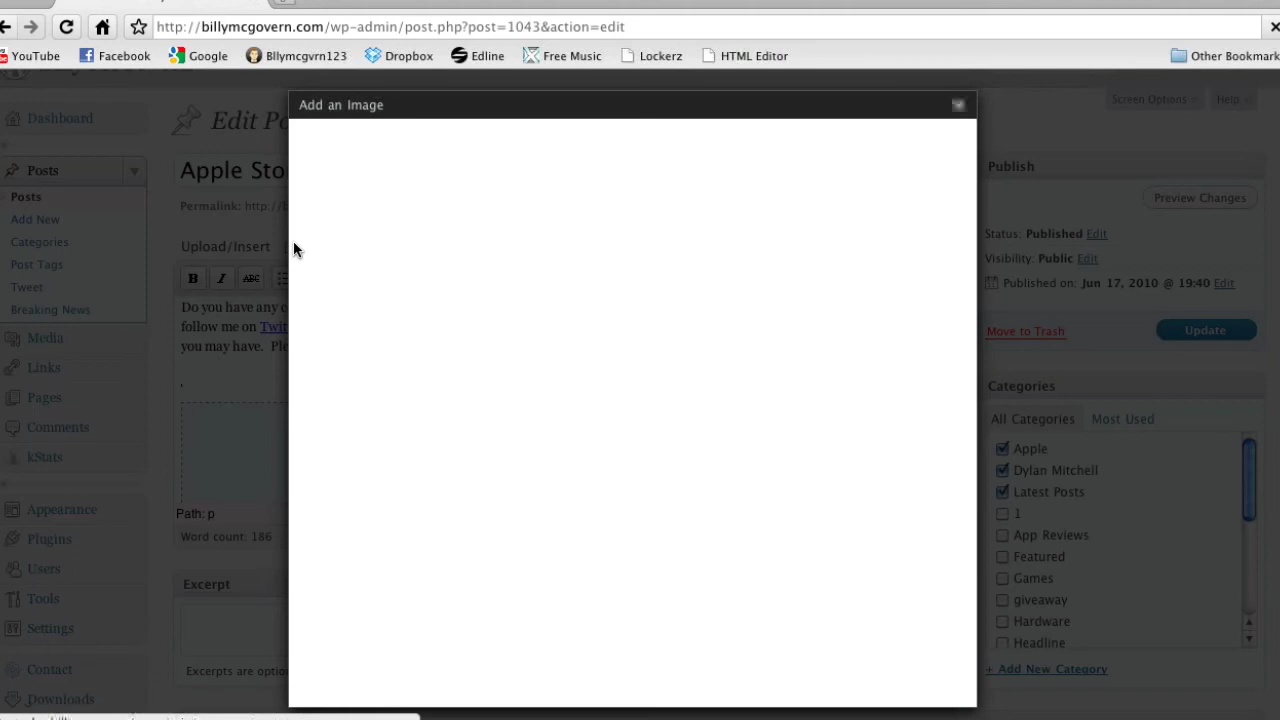 http://billymcgovern.com/wp-admin/post.php?post=1043&action=edit
YouTube Facebook Google Bllymcgvrn123 Dropbox Edline Free Music Lockerz HTML Editor Other Bookmark
Add an Image
Screen Options Help
Dashboard
Edit Po
Posts
Posts
Add New
Categories
Post Tags
Tweet
Breaking News
Media
Links
Pages
Comments
kStats
Appearance
Plugins
Users
Tools
Settings
Contact
Downloads
Apple Sto
Permalink: http://
Upload/Insert
B I ABC
Do you have any c
follow me on Twit
you may have. Ple
Path: p
Word count: 186
Excerpt
Excerpts are optio
Publish
Preview Changes
Status: Published Edit
Visibility: Public Edit
Published on: Jun 17, 2010 @ 19:40 Edit
Move to Trash Update
Categories
All Categories Most Used
Apple
Dylan Mitchell
Latest Posts
1
App Reviews
Featured
Games
giveaway
Hardware
Headline
+ Add New Category